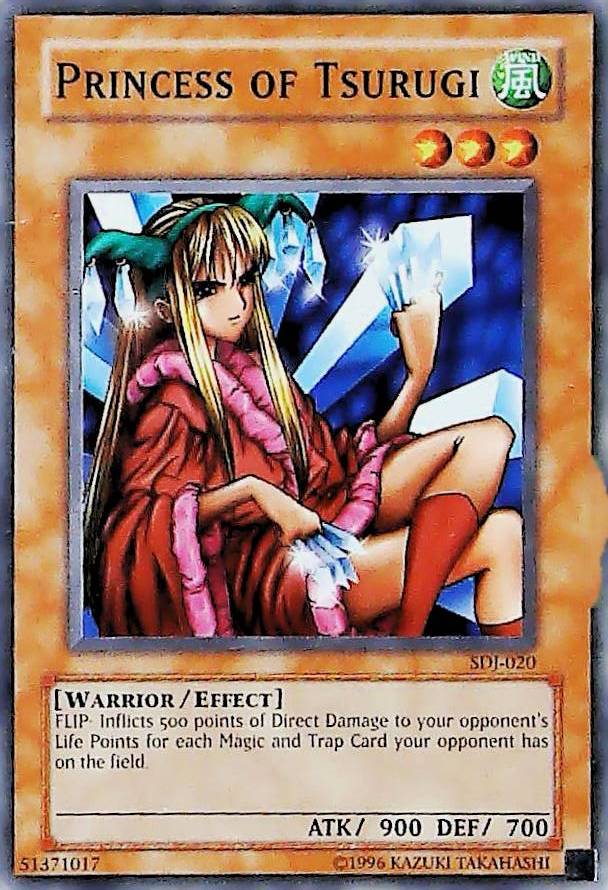 PRINCESS OF TSURUGI
WIND
風
SDJ-020
[WARRIOR/EFFECT]
FLIP: Inflicts 500 points of Direct Damage to your opponent's
Life Points for each Magic and Trap Card your opponent has
on the field.
ATK/ 900 DEF/ 700
51371017
©1996 KAZUKI TAKAHASHI